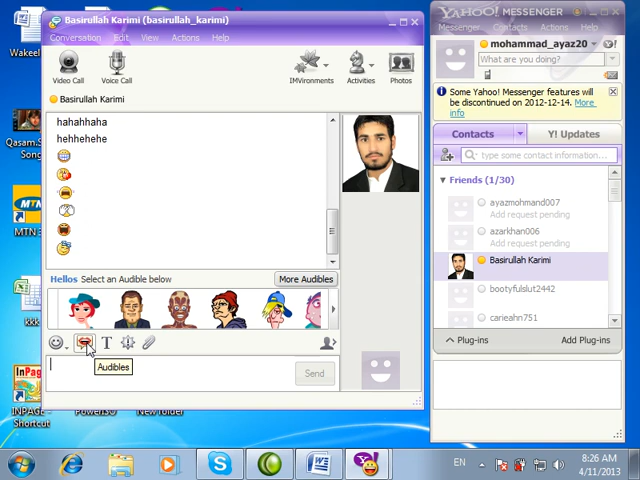 Basirullah Karimi (basirullah_karimi)
Conversation Edit View Actions Help
Video Call Voice Call IMVironments Activities Photos
Basirullah Karimi
hahahhaha
hehhehehe
Hellos Select an Audible below More Audibles
Audibles
Send
YAHOO! MESSENGER
Messenger Contacts Actions Help
mohammad_ayaz20
What are you doing?
Some Yahoo! Messenger features will
be discontinued on 2012-12-14. More
info
Contacts Y! Updates
type some contact information...
Friends (1/30)
ayazmohmand007
Add request pending
azarkhan006
Add request pending
Basirullah Karimi
bootyfulslut2442
carieahn751
Plug-ins Add Plug-ins
Wakeel
Qasam.S
Song
MTN
kkk
InPage
INPAGE -
Shortcut
PowerISO
New folder
EN
8:26 AM
4/11/2013